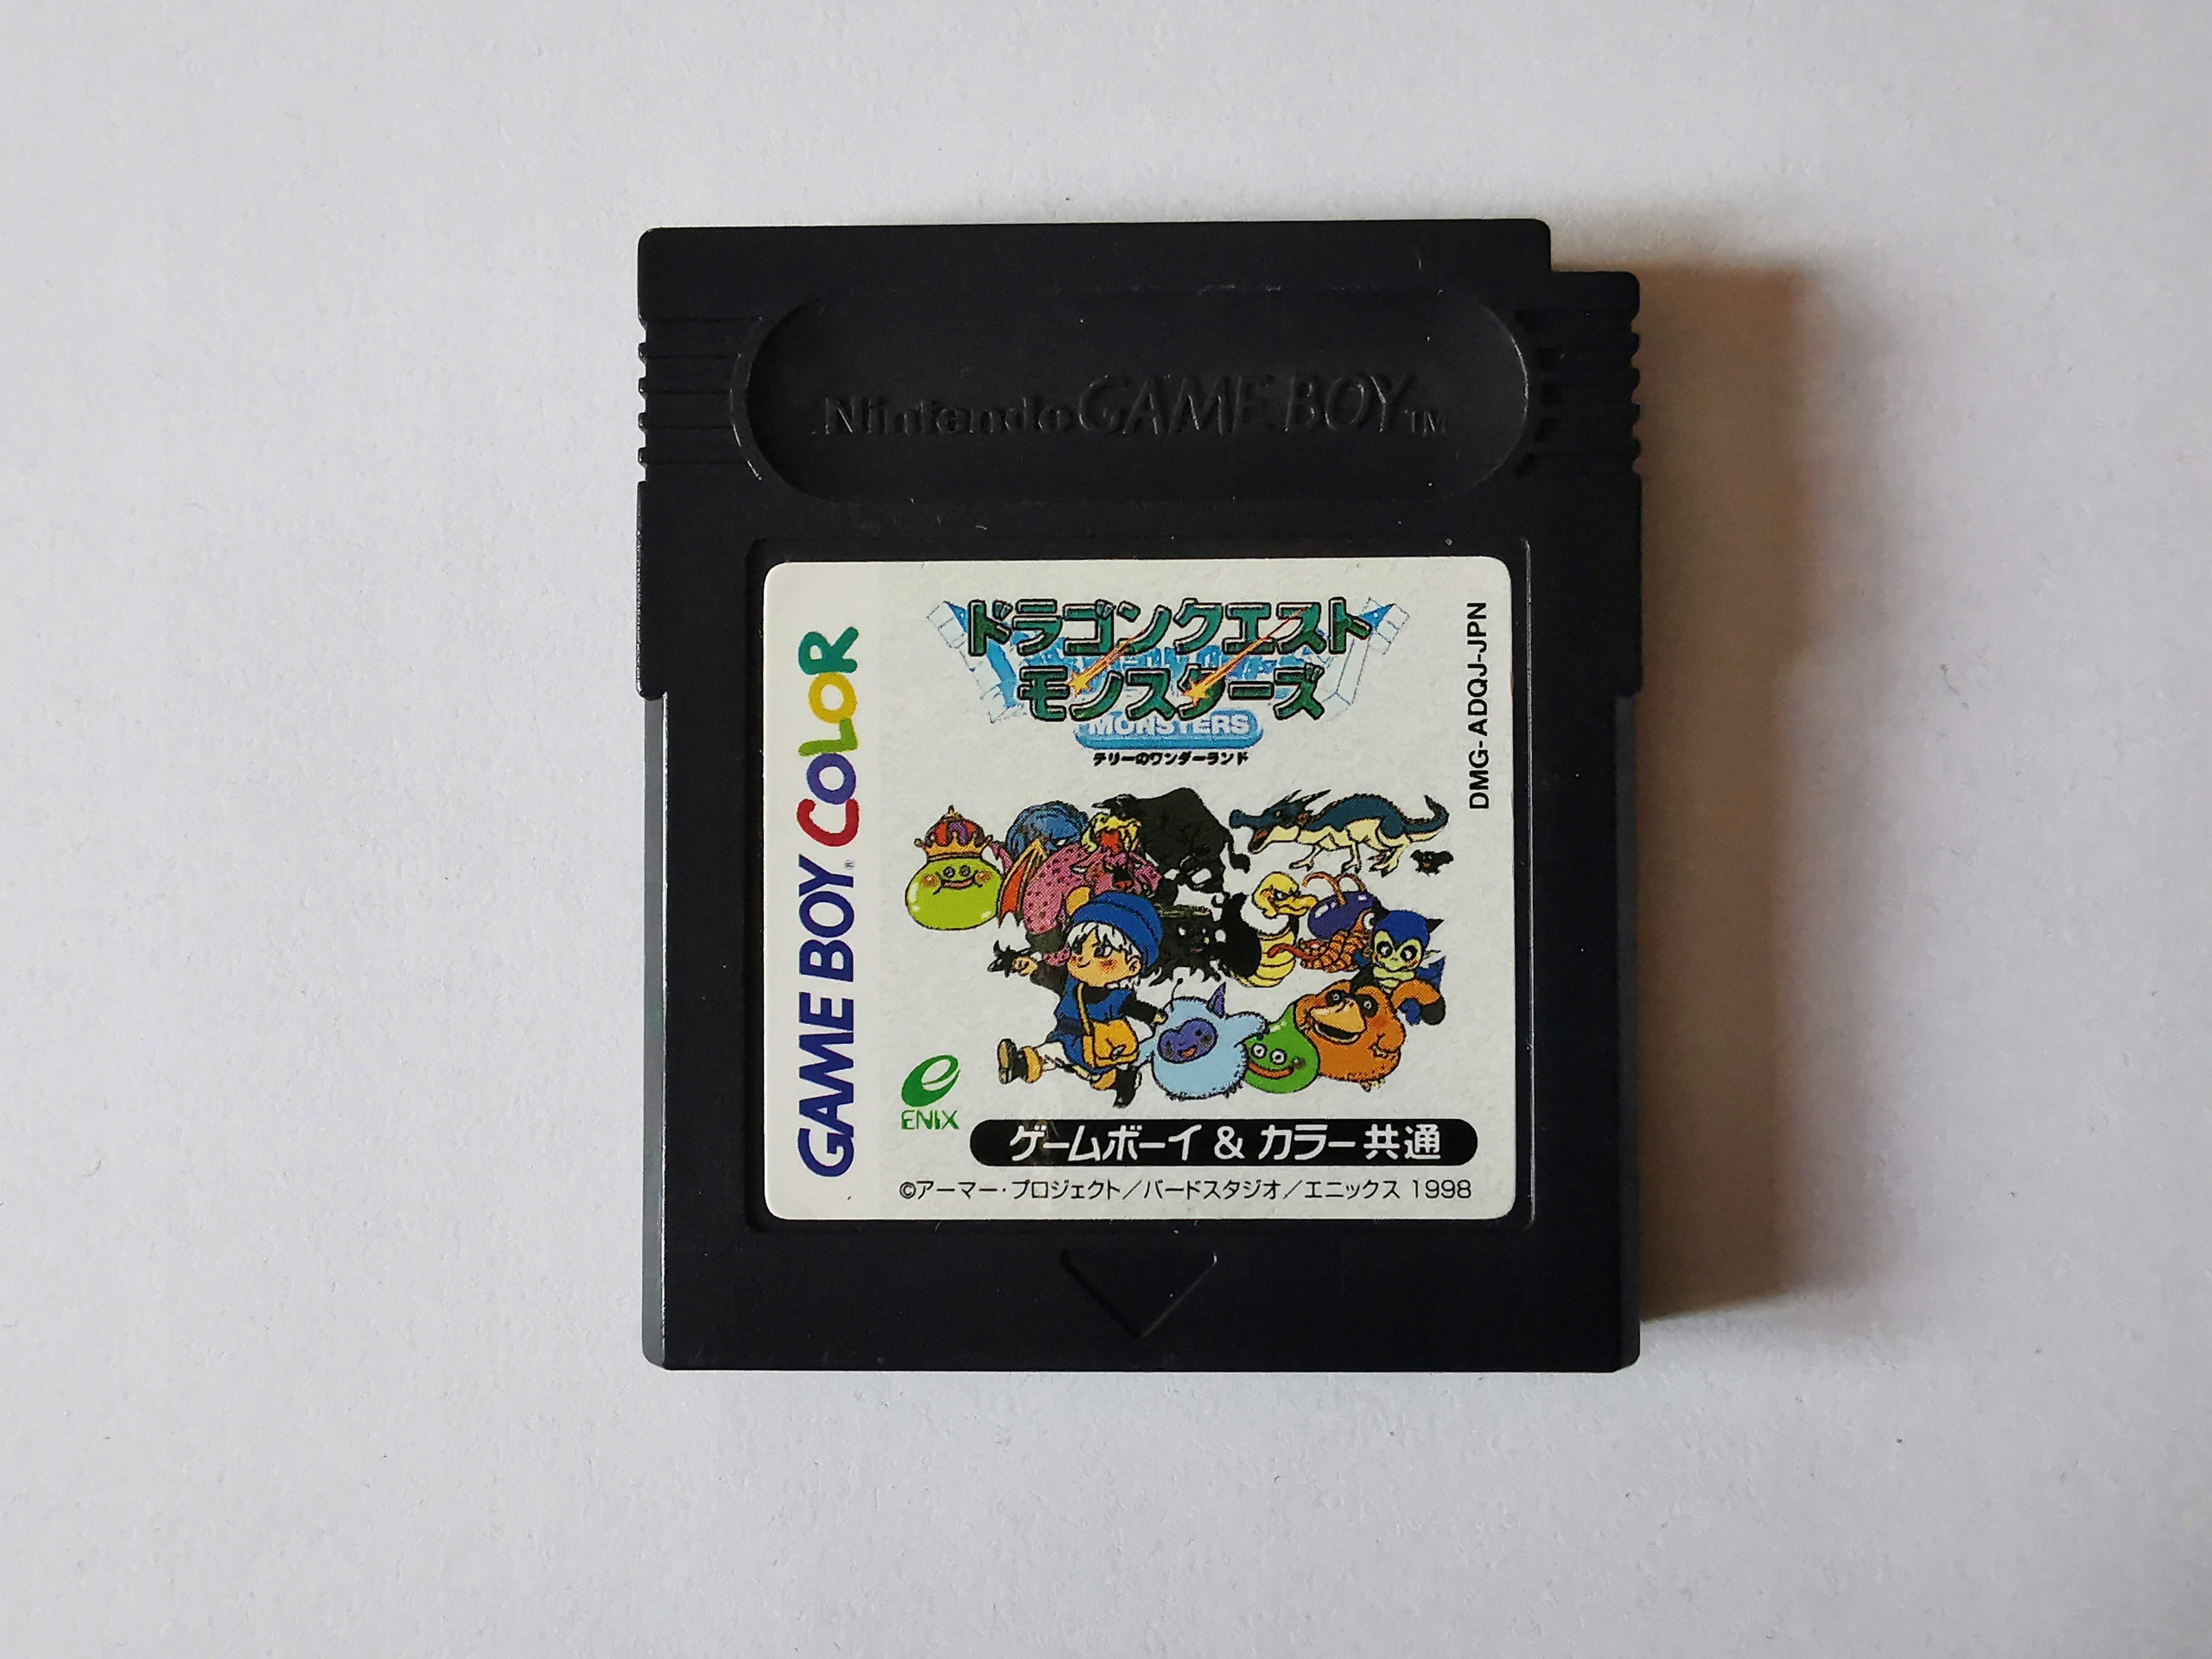 Nintendo GAME BOY TM
ドラゴンクエスト
モンスターズ
MONSTERS
テリーのワンダーランド
DMG-ADQJ-JPN
GAME BOY COLOR
ENIX
ゲームボーイ & カラー共通
©アーマー・プロジェクト/バードスタジオ/エニックス 1998